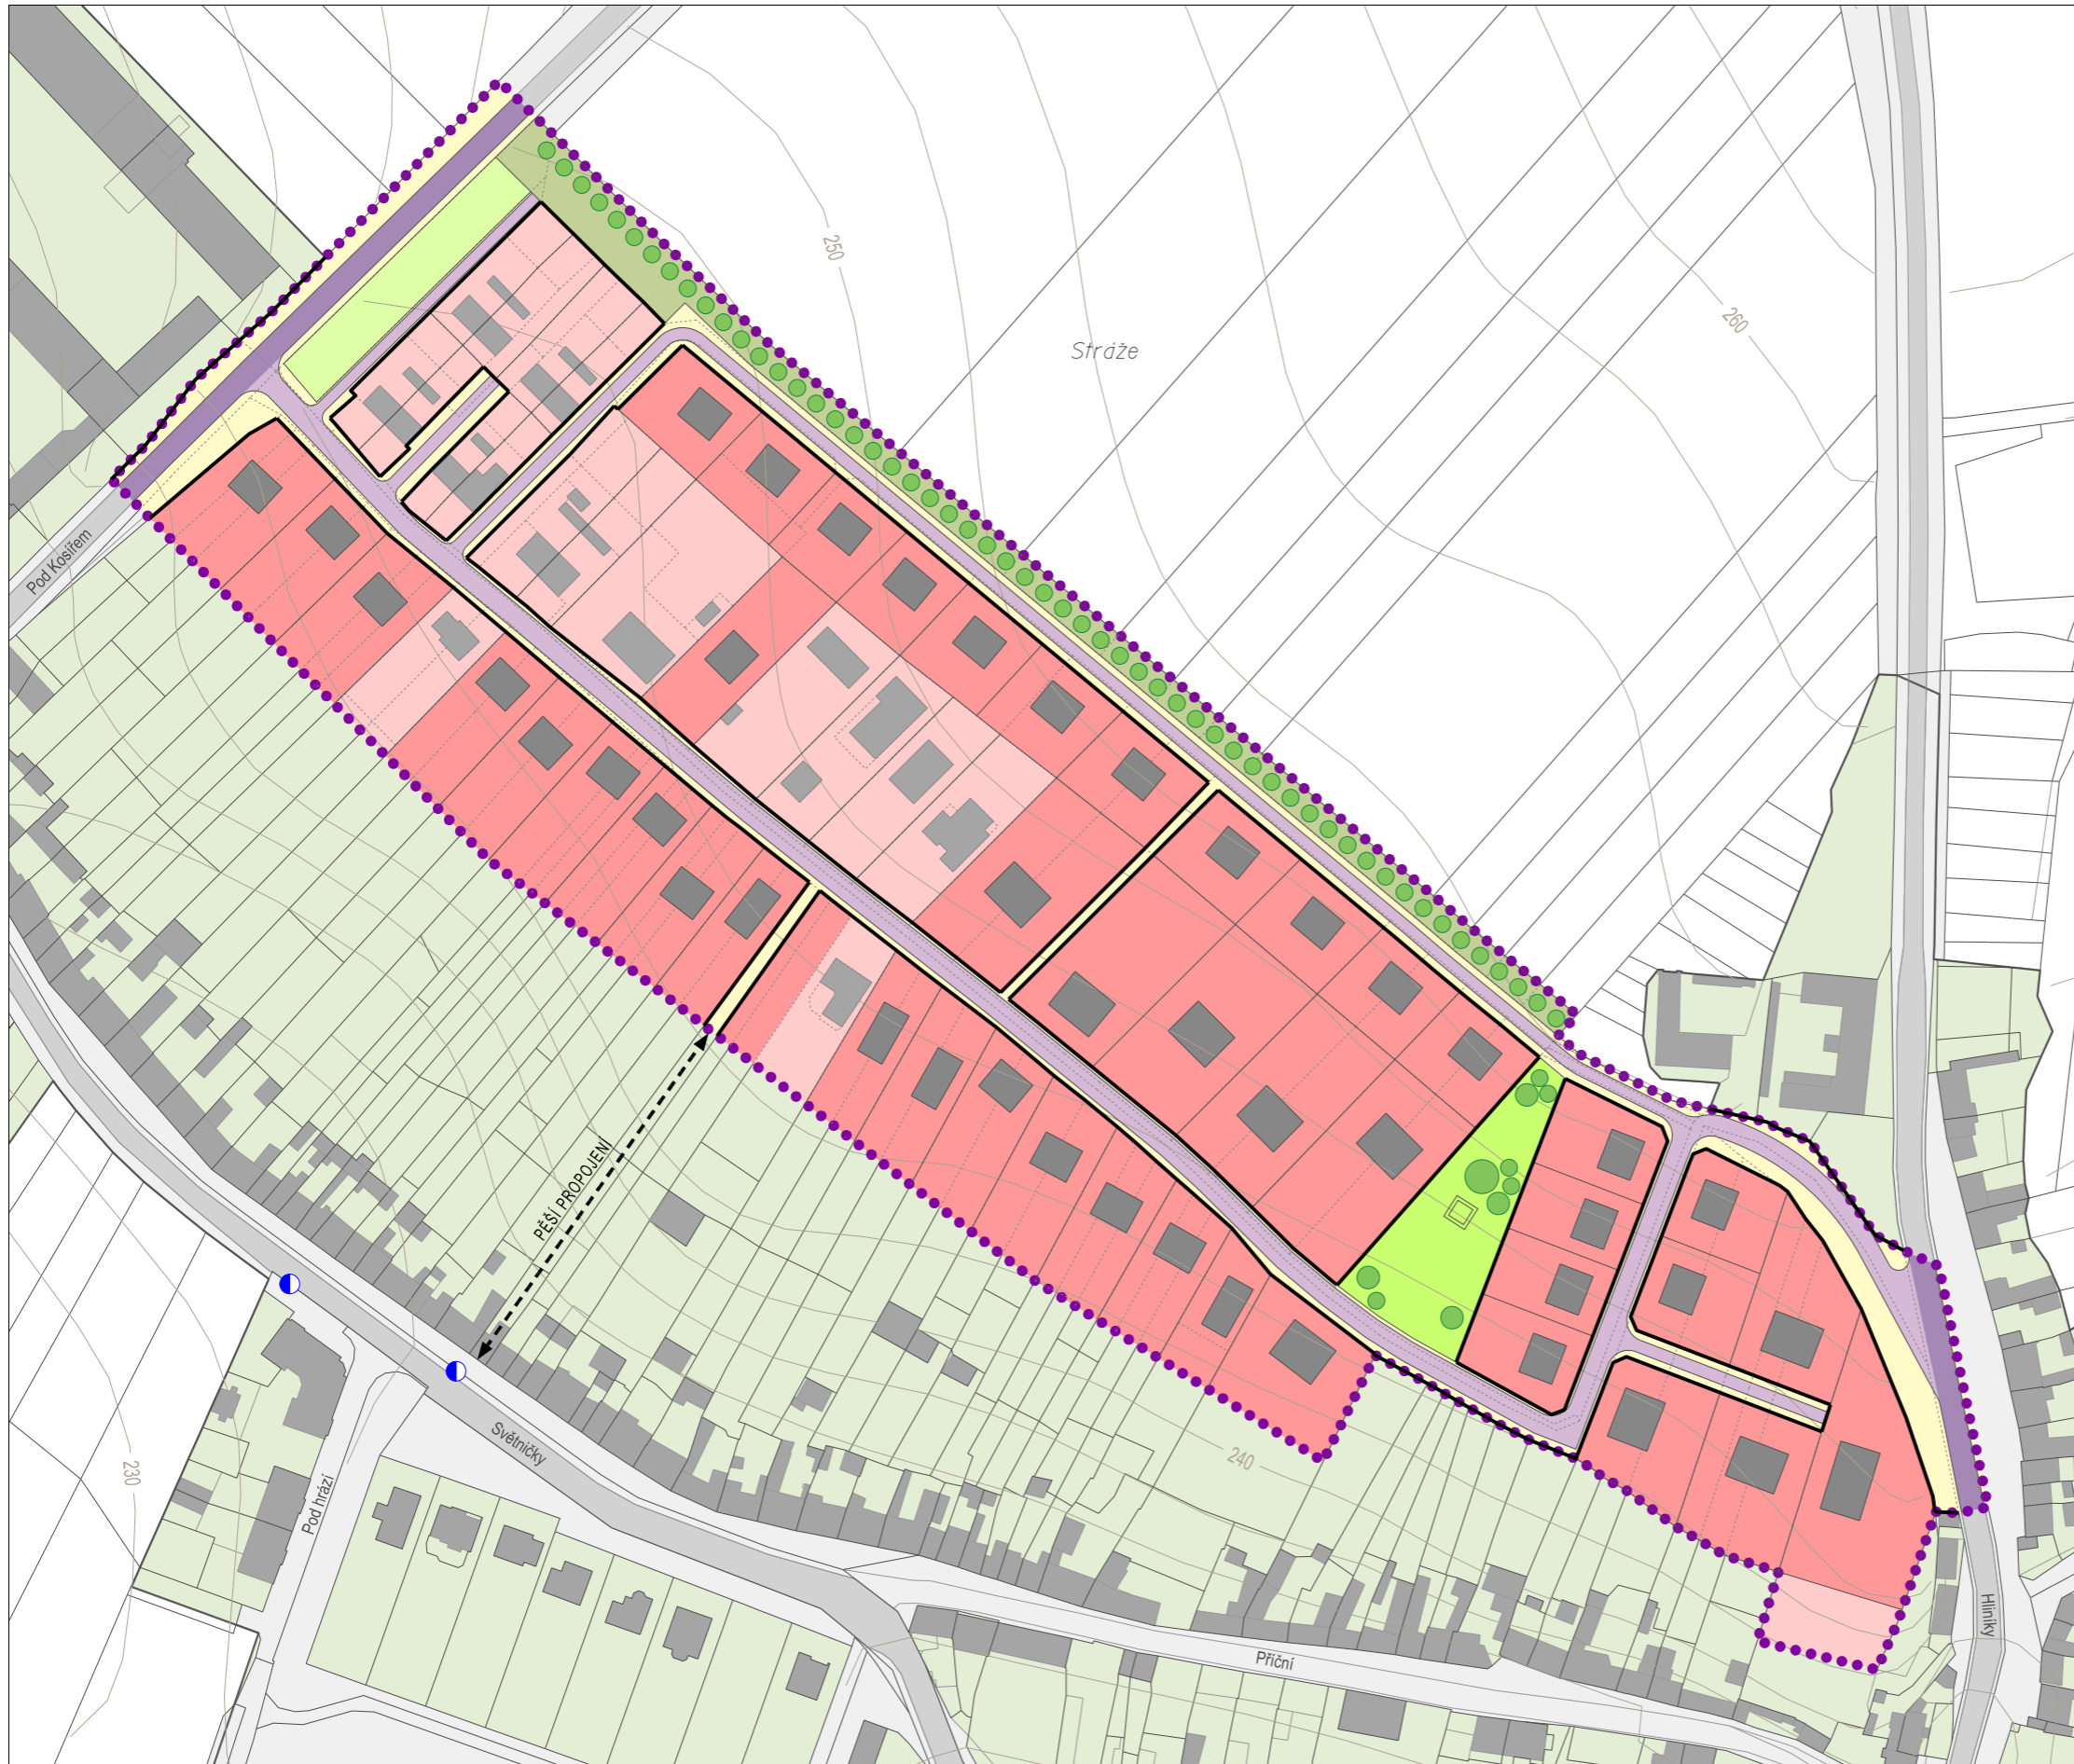 250
260
Stráže
Pod Kosířem
PĚŠÍ PROPOJENÍ
240
230
Světničky
Pod hrází
Hliníky
Příční